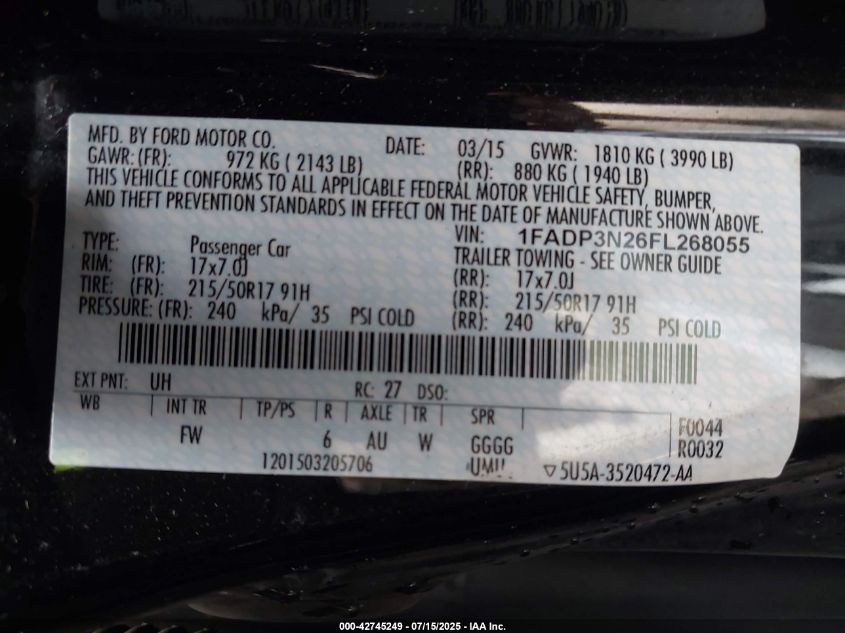 MFD. BY FORD MOTOR CO. DATE: 03/15 GVWR: 1810 KG ( 3990 LB)
GAWR:(FR): 972 KG ( 2143 LB) (RR): 880 KG ( 1940 LB)
THIS VEHICLE CONFORMS TO ALL APPLICABLE FEDERAL MOTOR VEHICLE SAFETY, BUMPER,
AND THEFT PREVENTION STANDARDS IN EFFECT ON THE DATE OF MANUFACTURE SHOWN ABOVE.
VIN: 1FADP3N26FL268055
TYPE: Passenger Car TRAILER TOWING - SEE OWNER GUIDE
RIM: (FR): 17x7.0J (RR): 17x7.0J
TIRE: (FR): 215/50R17 91H (RR): 215/50R17 91H
PRESSURE: (FR): 240 kPa/ 35 PSI COLD (RR): 240 kPa/ 35 PSI COLD
EXT PNT: UH RC: 27 DSO:
WB INT TR TP/PS R AXLE TR SPR F0044
FW 6 AU W GGGG R0032
1201503205706 UMU ▽5U5A-3520472-AA
000-42745249 - 07/15/2025 - IAA Inc.